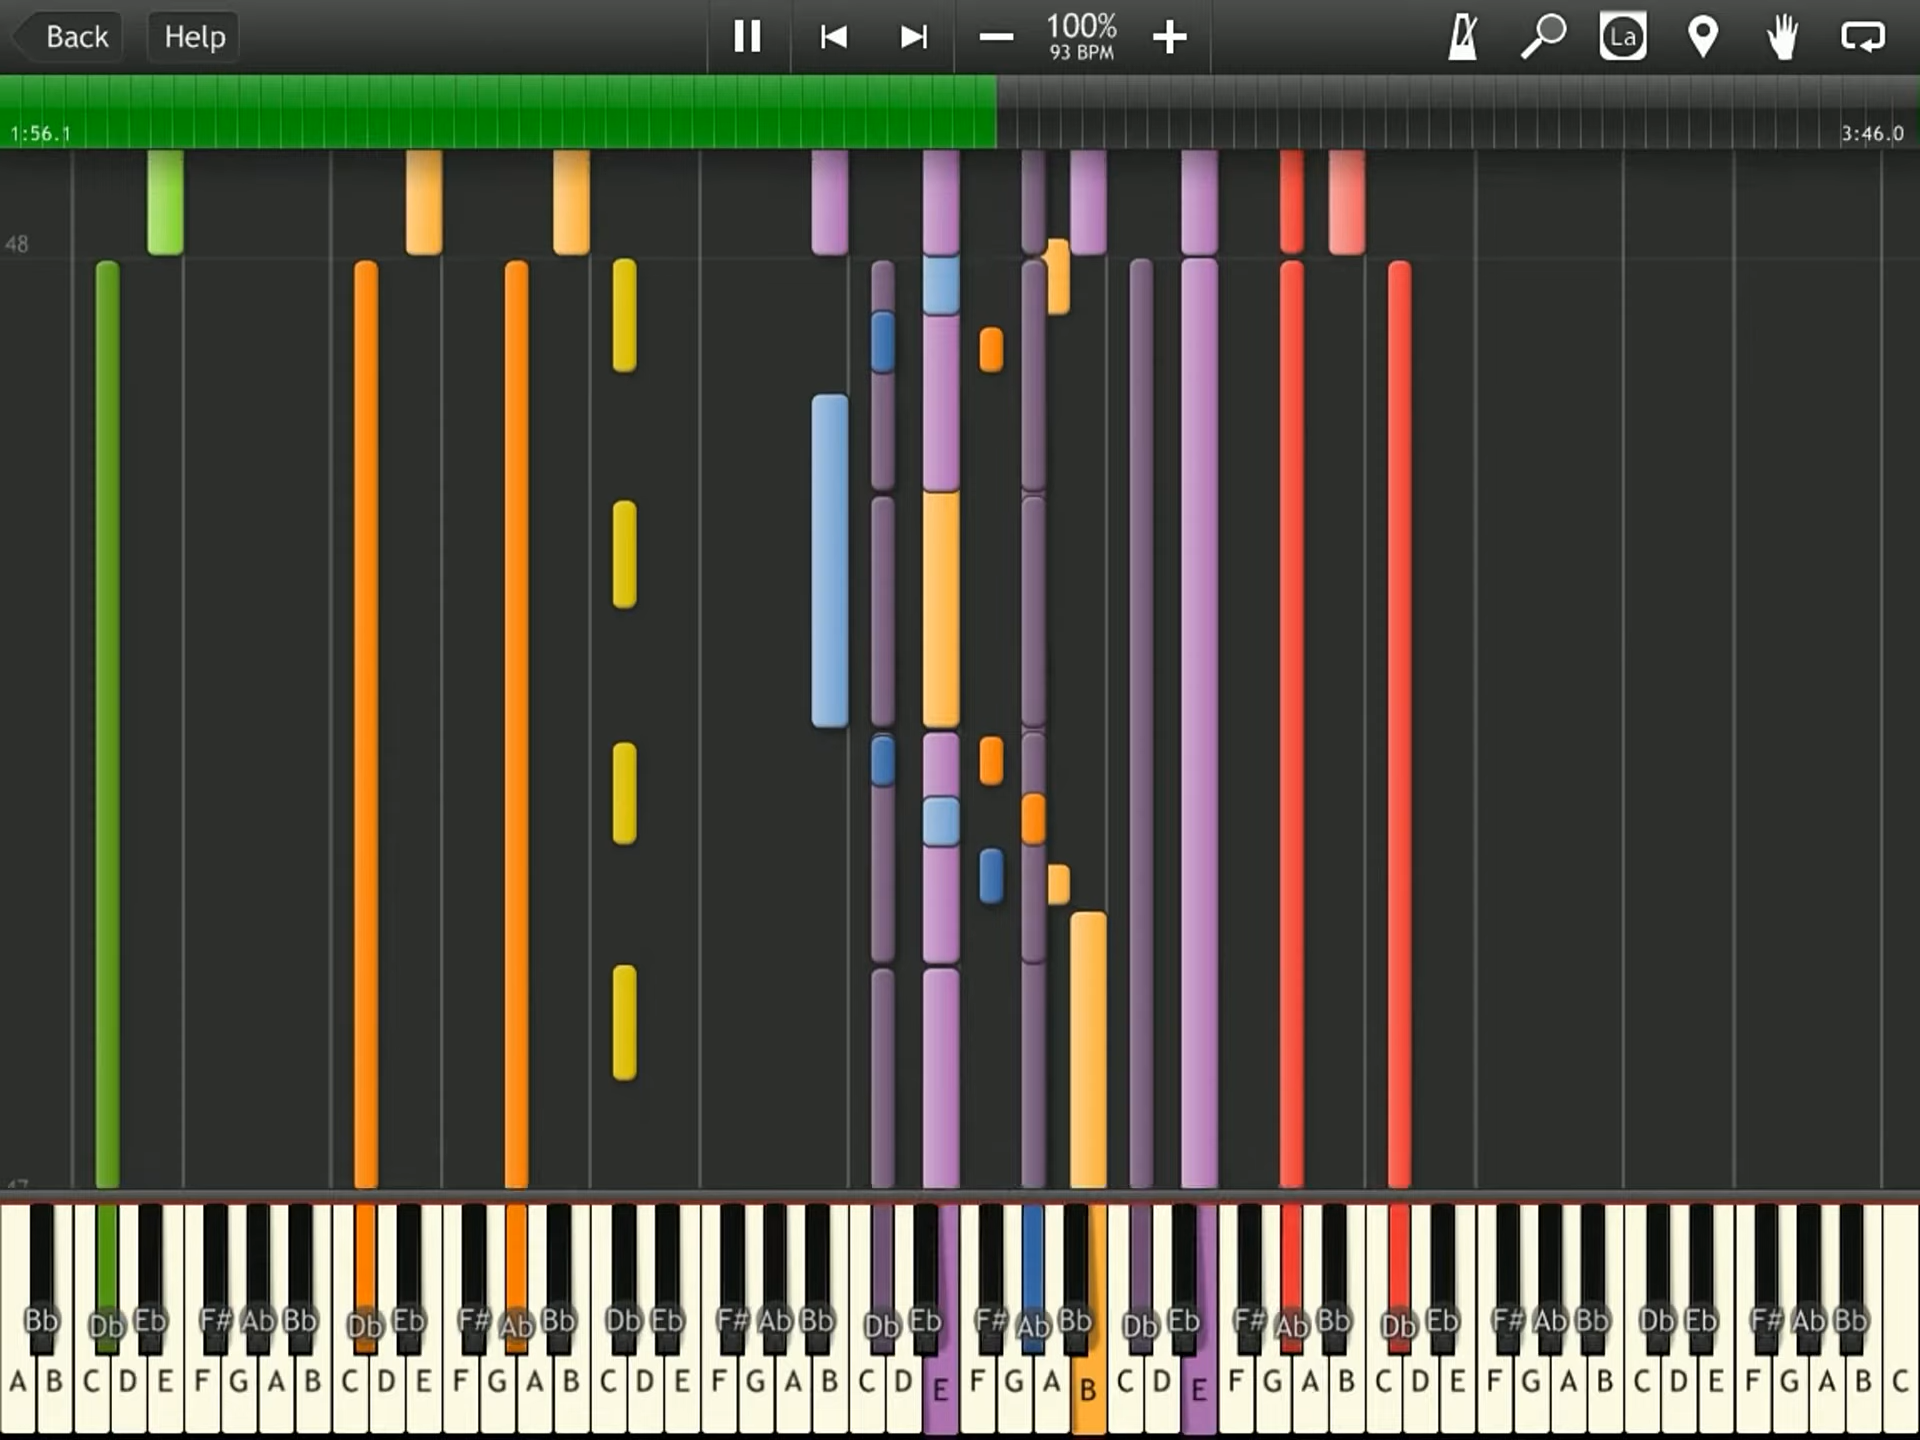 Back Help 100% La
93 BPM
1:56.1 3:46.0
48
47
Bb Db Eb F# Ab Bb Db Eb F# Ab Bb Db Eb F# Ab Bb Db Eb F# Ab Bb Db Eb F# Ab Bb Db Eb F# Ab Bb Db Eb F# Ab Bb
A B C D E F G A B C D E F G A B C D E F G A B C D E F G A B C D E F G A B C D E F G A B C D E F G A B C